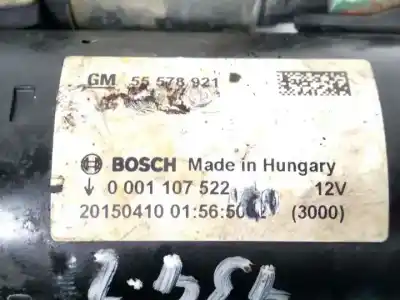 GM 55 578 921
BOSCH Made in Hungary
0 001 107 522 12V
20150410 01:56:50 (3000)